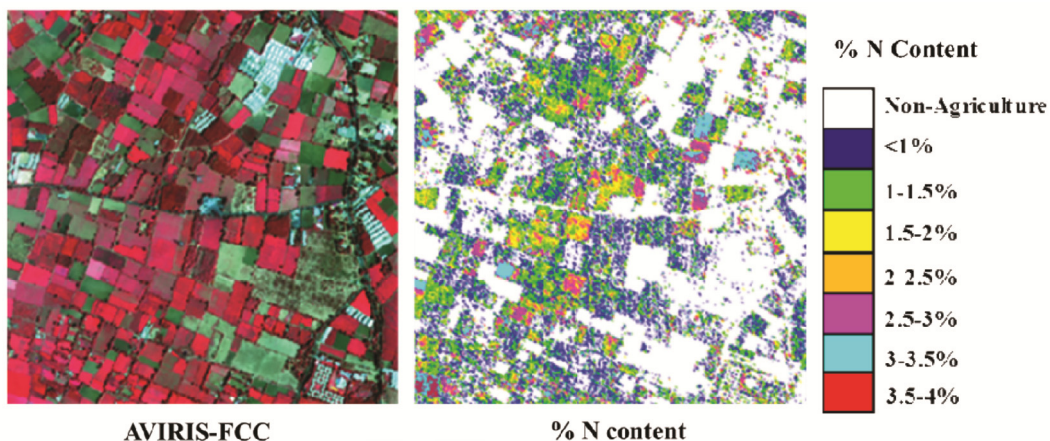 % N Content
Non-Agriculture
<1%
1-1.5%
1.5-2%
2 2.5%
2.5-3%
3-3.5%
3.5-4%
AVIRIS-FCC
% N content